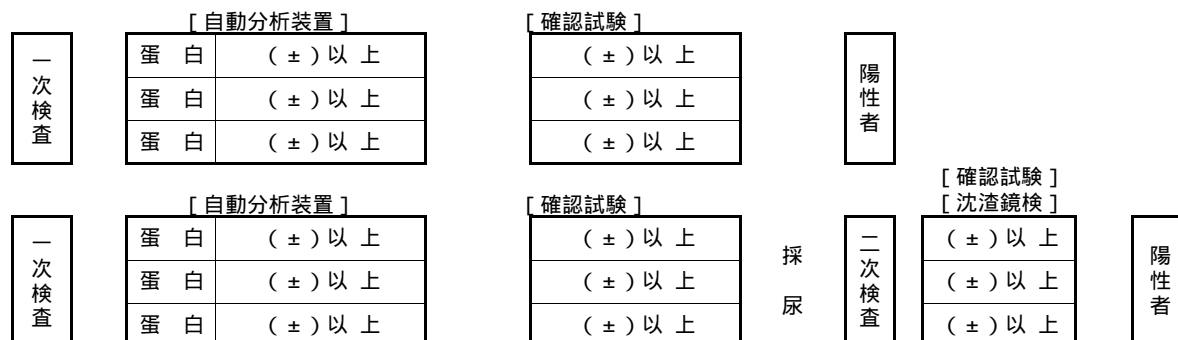 [ 自動分析装置 ] [ 確認試験 ]
一次検査
蛋 白 ( ± ) 以 上 ( ± ) 以 上
蛋 白 ( ± ) 以 上 ( ± ) 以 上
蛋 白 ( ± ) 以 上 ( ± ) 以 上
陽性者
[ 確認試験 ]
[ 自動分析装置 ] [ 確認試験 ] [ 沈渣鏡検 ]
一次検査
蛋 白 ( ± ) 以 上 ( ± ) 以 上
蛋 白 ( ± ) 以 上 ( ± ) 以 上
蛋 白 ( ± ) 以 上 ( ± ) 以 上
採尿
二次検査
( ± ) 以 上
( ± ) 以 上
( ± ) 以 上
陽性者